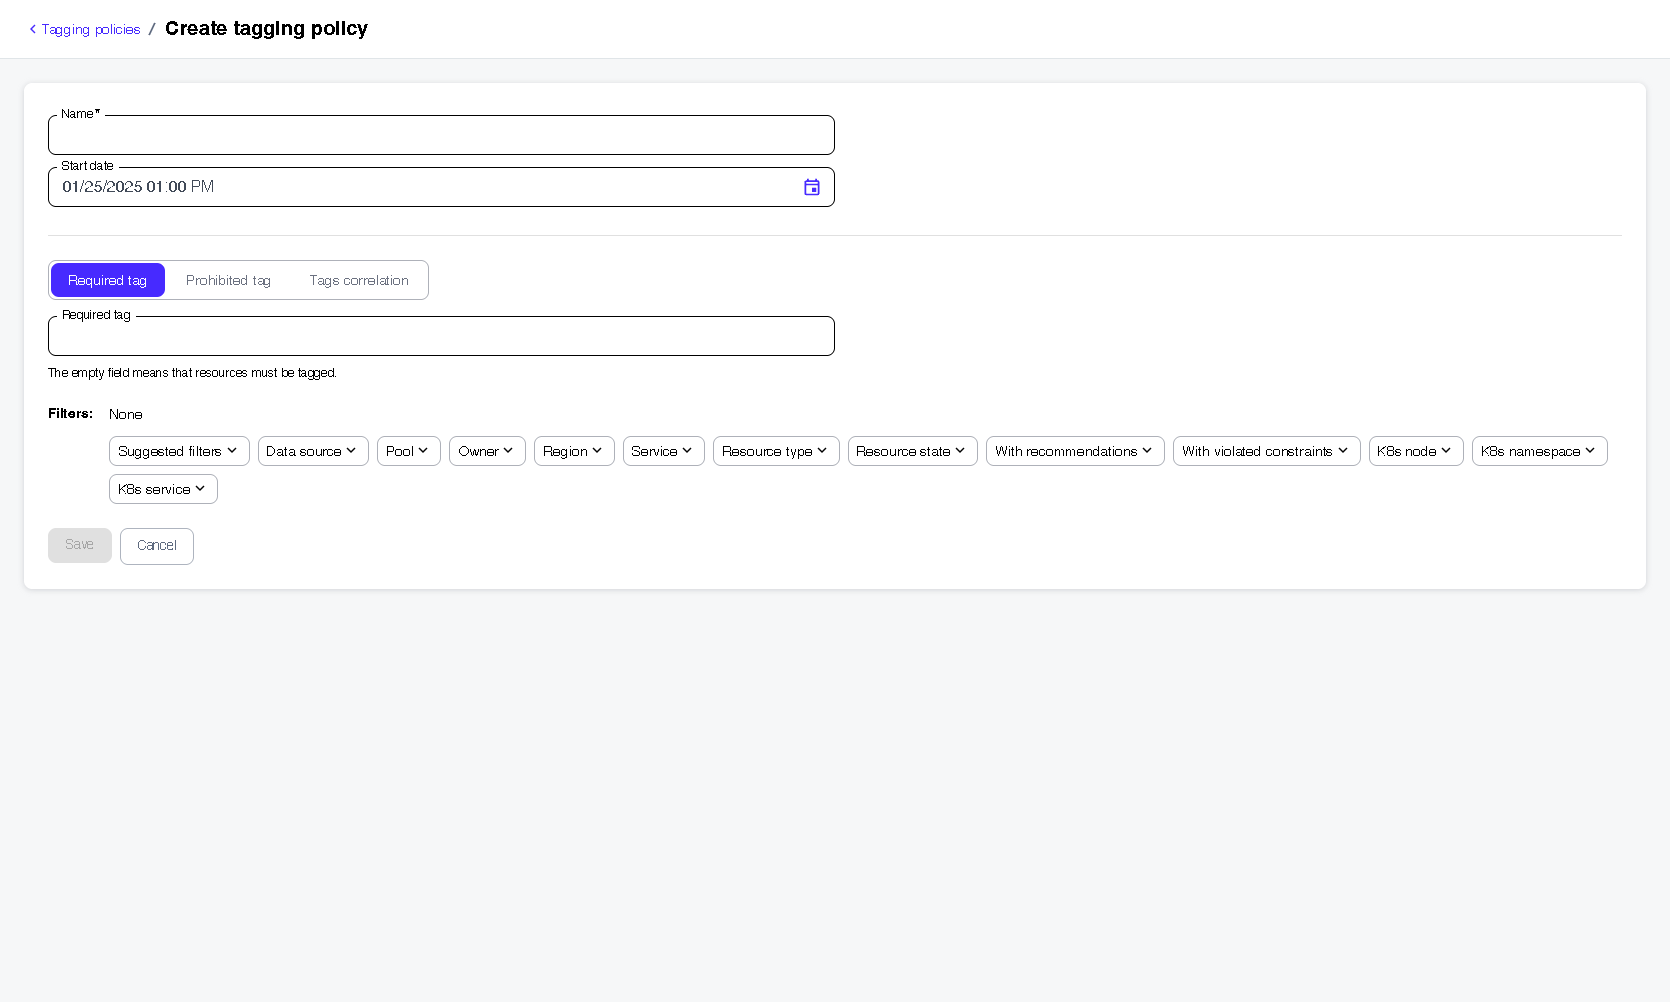 Tagging policies / Create tagging policy
Name*
Start date
01/25/2025 01:00 PM
Required tag Prohibited tag Tags correlation
Required tag
The empty field means that resources must be tagged.
Filters: None
Suggested filters Data source Pool Owner Region Service Resource type Resource state With recommendations With violated constraints K8s node K8s namespace
K8s service
Save Cancel